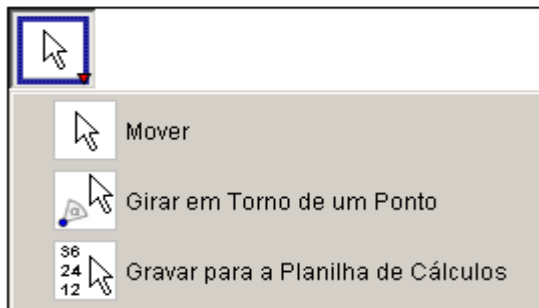 Mover
Girar em Torno de um Ponto
36
24
12
Gravar para a Planilha de Cálculos